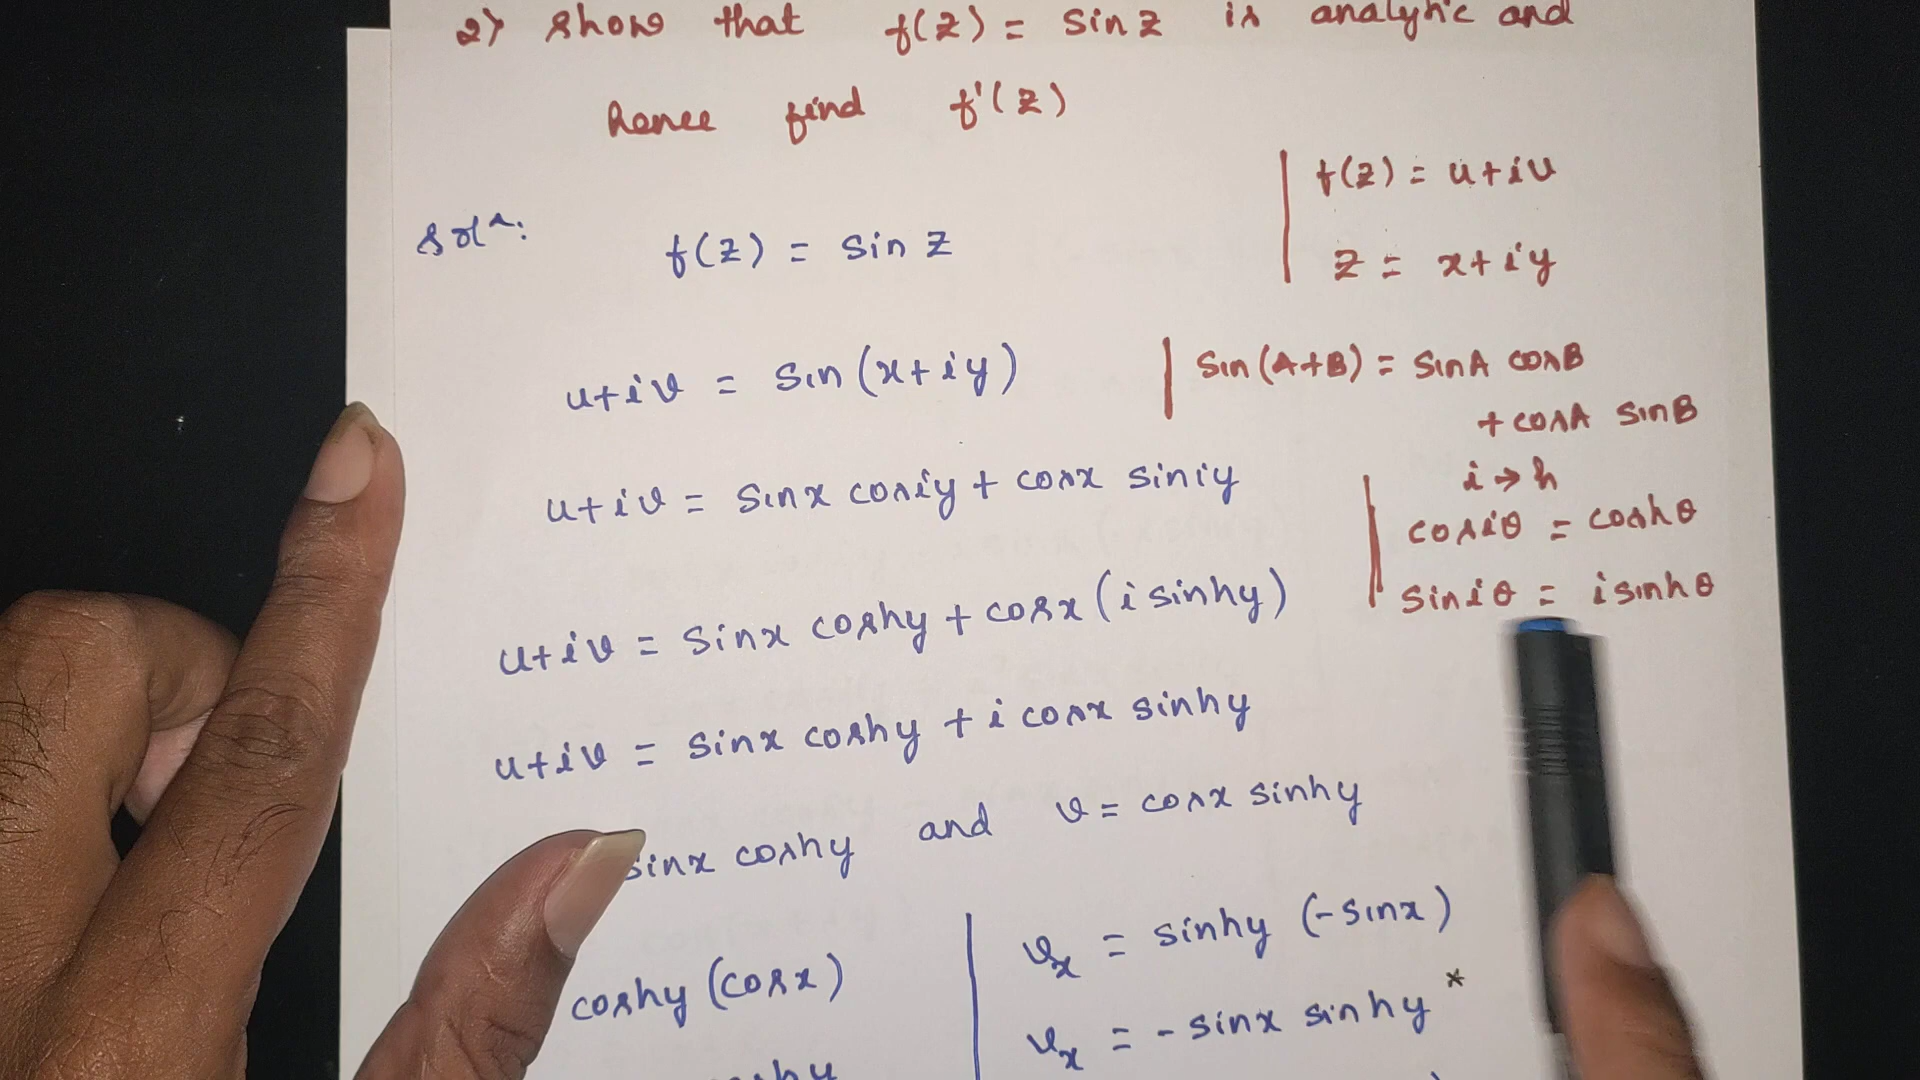 2) Show that f(z) = sin z is analytic and
hence find f'(z)
| f(z) = u+iv
z = x+iy
Soln: f(z) = sin z
u+iv = sin(x+iy)
| sin(A+B) = sinA cosB
+ cosA sinB
u+iv = sinx cosiy + cosx siniy
i → h
cosiθ = coshθ
siniθ = i sinhθ
u+iv = sinx coshy + cosx (i sinhy)
u+iv = sinx coshy + i cosx sinhy
sinx coshy and v = cosx sinhy
coshy (cosx)
vx = sinhy (-sinx)
vx = - sinx sinhy *